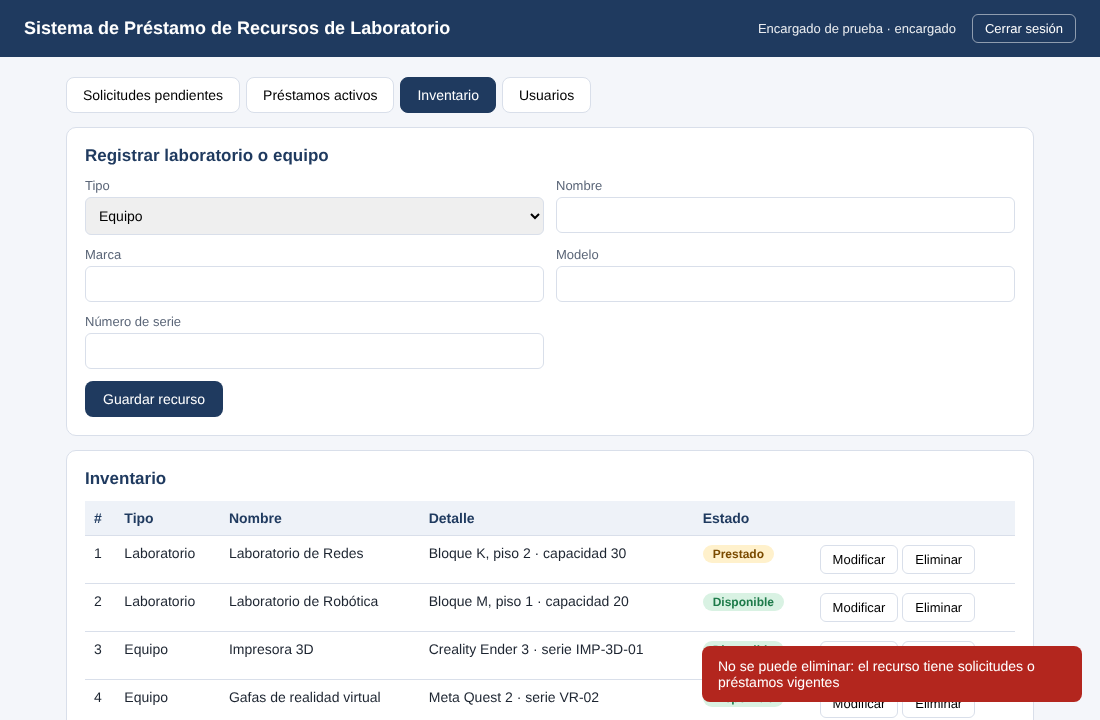 Sistema de Préstamo de Recursos de Laboratorio
Encargado de prueba · encargado
Cerrar sesión
Solicitudes pendientes
Préstamos activos
Inventario
Usuarios
Registrar laboratorio o equipo
Tipo
Nombre
Equipo
Marca
Modelo
Número de serie
Guardar recurso
Inventario
# Tipo Nombre Detalle Estado
1 Laboratorio Laboratorio de Redes Bloque K, piso 2 · capacidad 30 Prestado Modificar Eliminar
2 Laboratorio Laboratorio de Robótica Bloque M, piso 1 · capacidad 20 Disponible Modificar Eliminar
3 Equipo Impresora 3D Creality Ender 3 · serie IMP-3D-01
4 Equipo Gafas de realidad virtual Meta Quest 2 · serie VR-02 Modificar Eliminar
No se puede eliminar: el recurso tiene solicitudes o
préstamos vigentes